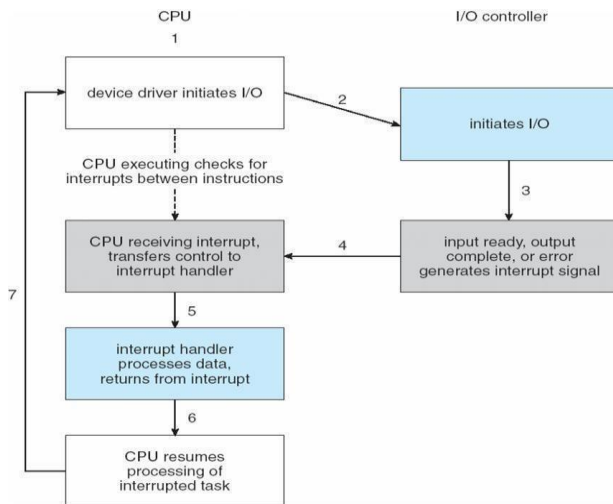 CPU
I/O controller
1
device driver initiates I/O
2
initiates I/O
CPU executing checks for
interrupts between instructions
3
CPU receiving interrupt,
transfers control to
interrupt handler
4
input ready, output
complete, or error
generates interrupt signal
7
5
interrupt handler
processes data,
returns from interrupt
6
CPU resumes
processing of
interrupted task